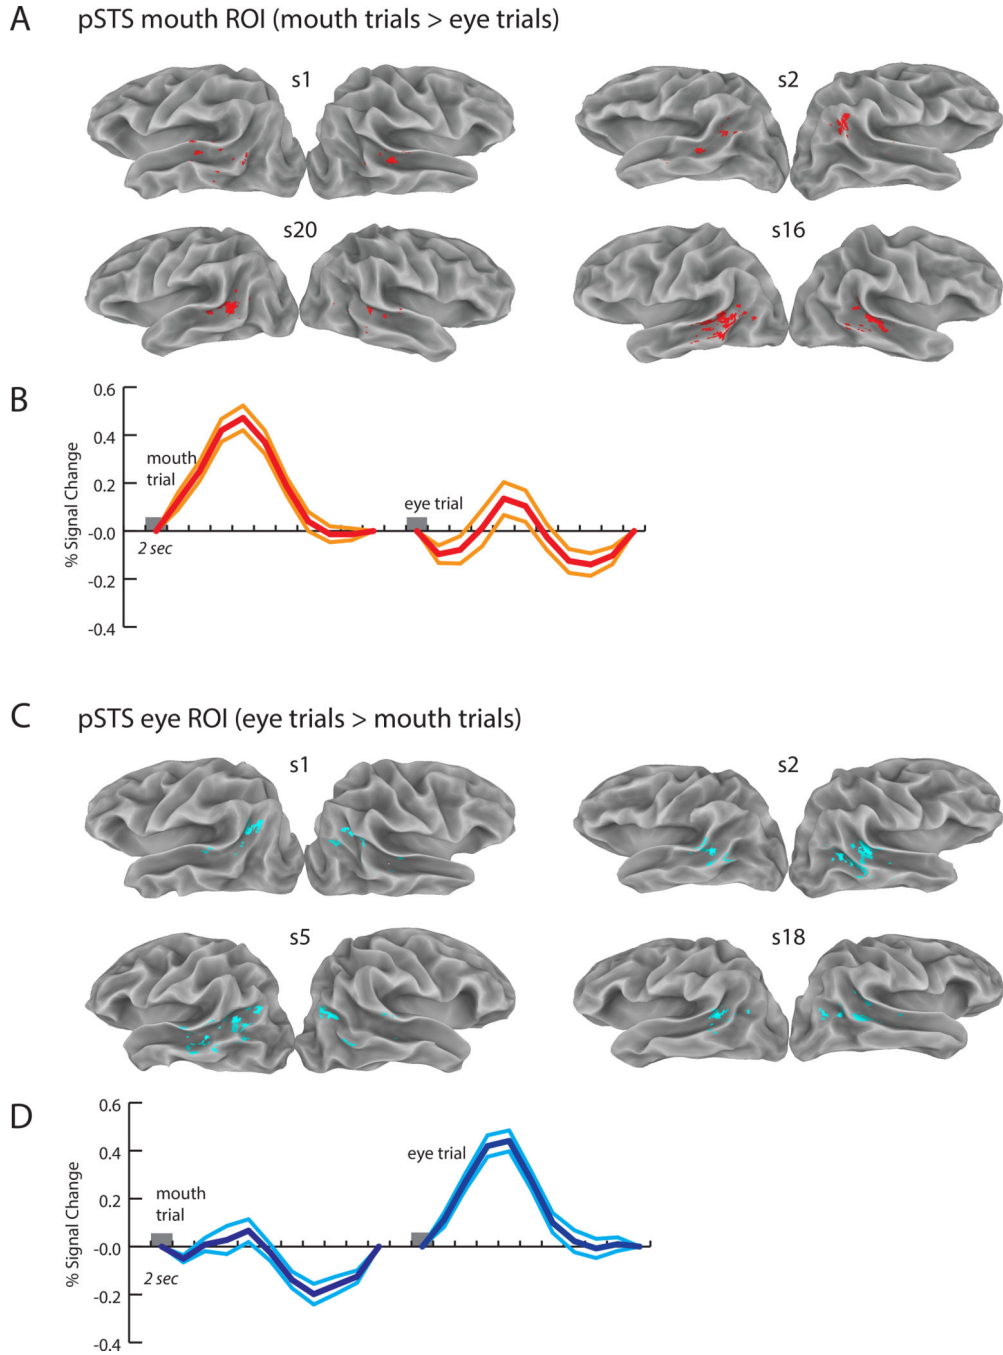 A pSTS mouth ROI (mouth trials > eye trials)
s1 s2
s20 s16
B
% Signal Change
0.6
0.4
0.2
-0.0
-0.2
-0.4
mouth
trial
2 sec
eye trial
C pSTS eye ROI (eye trials > mouth trials)
s1 s2
s5 s18
D
% Signal Change
0.6
0.4
0.2
-0.0
-0.2
-0.4
mouth
trial
2 sec
eye trial